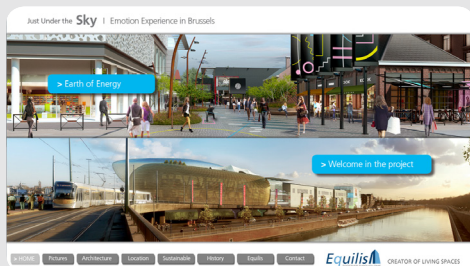 Just Under the Sky | Emotion Experience in Brussels
> Earth of Energy
> Welcome in the project
» HOME Pictures Architecture Location Sustainable History Equilis Contact
Equilis CREATOR OF LIVING SPACES